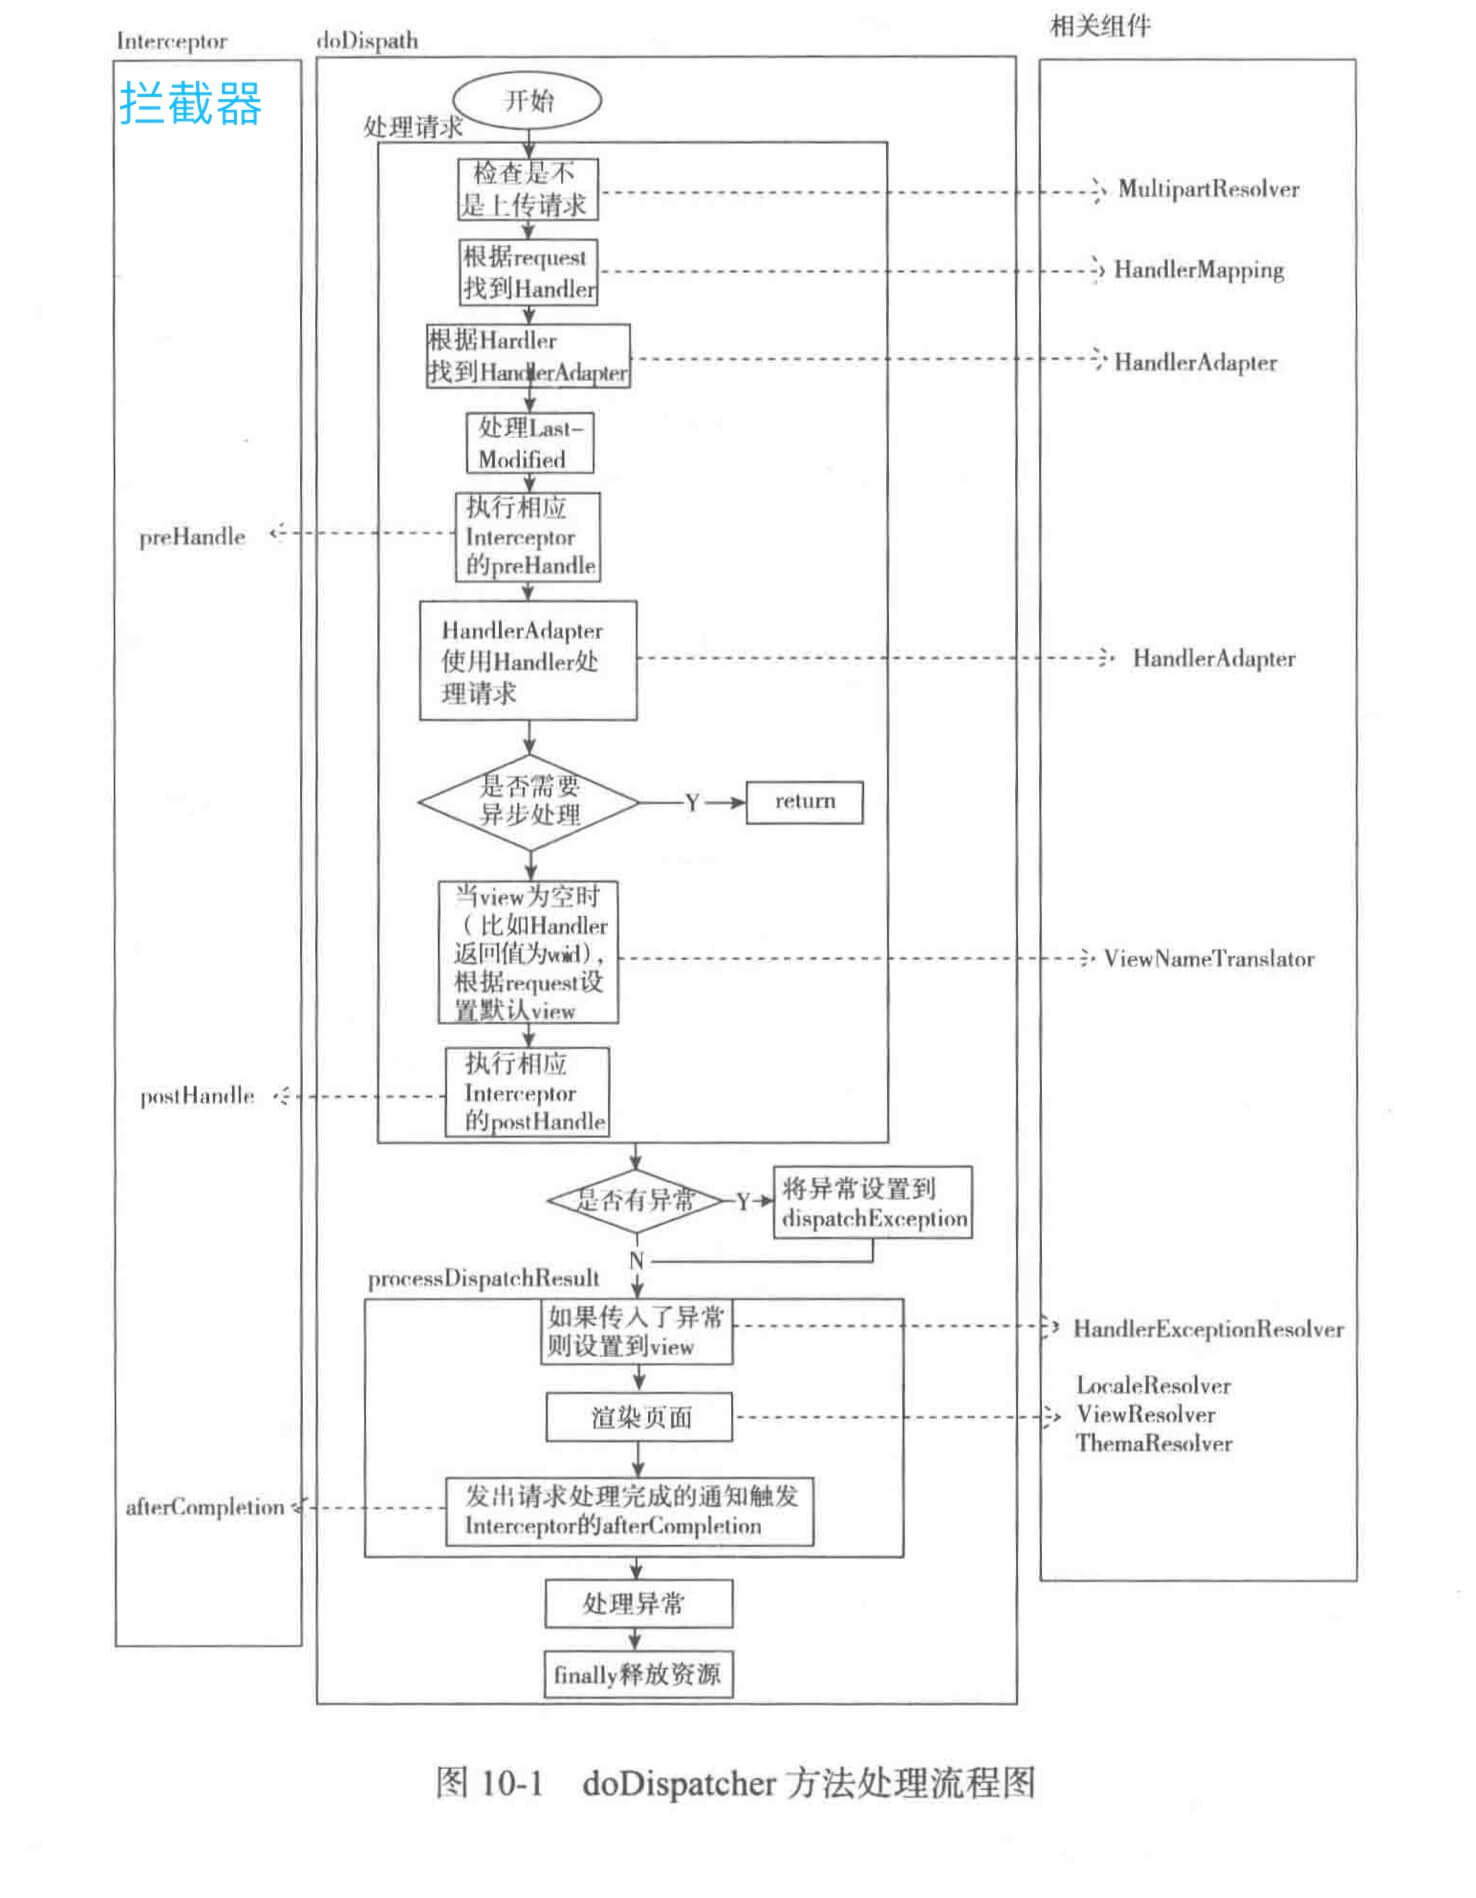 Interceptor
doDispath
相关组件
拦截器
开始
处理请求
检查是不
是上传请求
MultipartResolver
根据request
找到Handler
HandlerMapping
根据Hardler
找到HandlerAdapter
HandlerAdapter
处理Last-
Modified
执行相应
Interceptor
的preHandle
preHandle
HandlerAdapter
使用Handler处
理请求
HandlerAdapter
是否需要
异步处理
Y
return
当view为空时
（比如Handler
返回值为void），
根据request设
置默认view
ViewNameTranslator
执行相应
Interceptor
的postHandle
postHandle
是否有异常
Y
将异常设置到
dispatchException
N
processDispatchResult
如果传入了异常
则设置到view
HandlerExceptionResolver
渲染页面
LocaleResolver
ViewResolver
ThemaResolver
发出请求处理完成的通知触发
Interceptor的afterCompletion
afterCompletion
处理异常
finally释放资源
图 10-1 doDispatcher 方法处理流程图